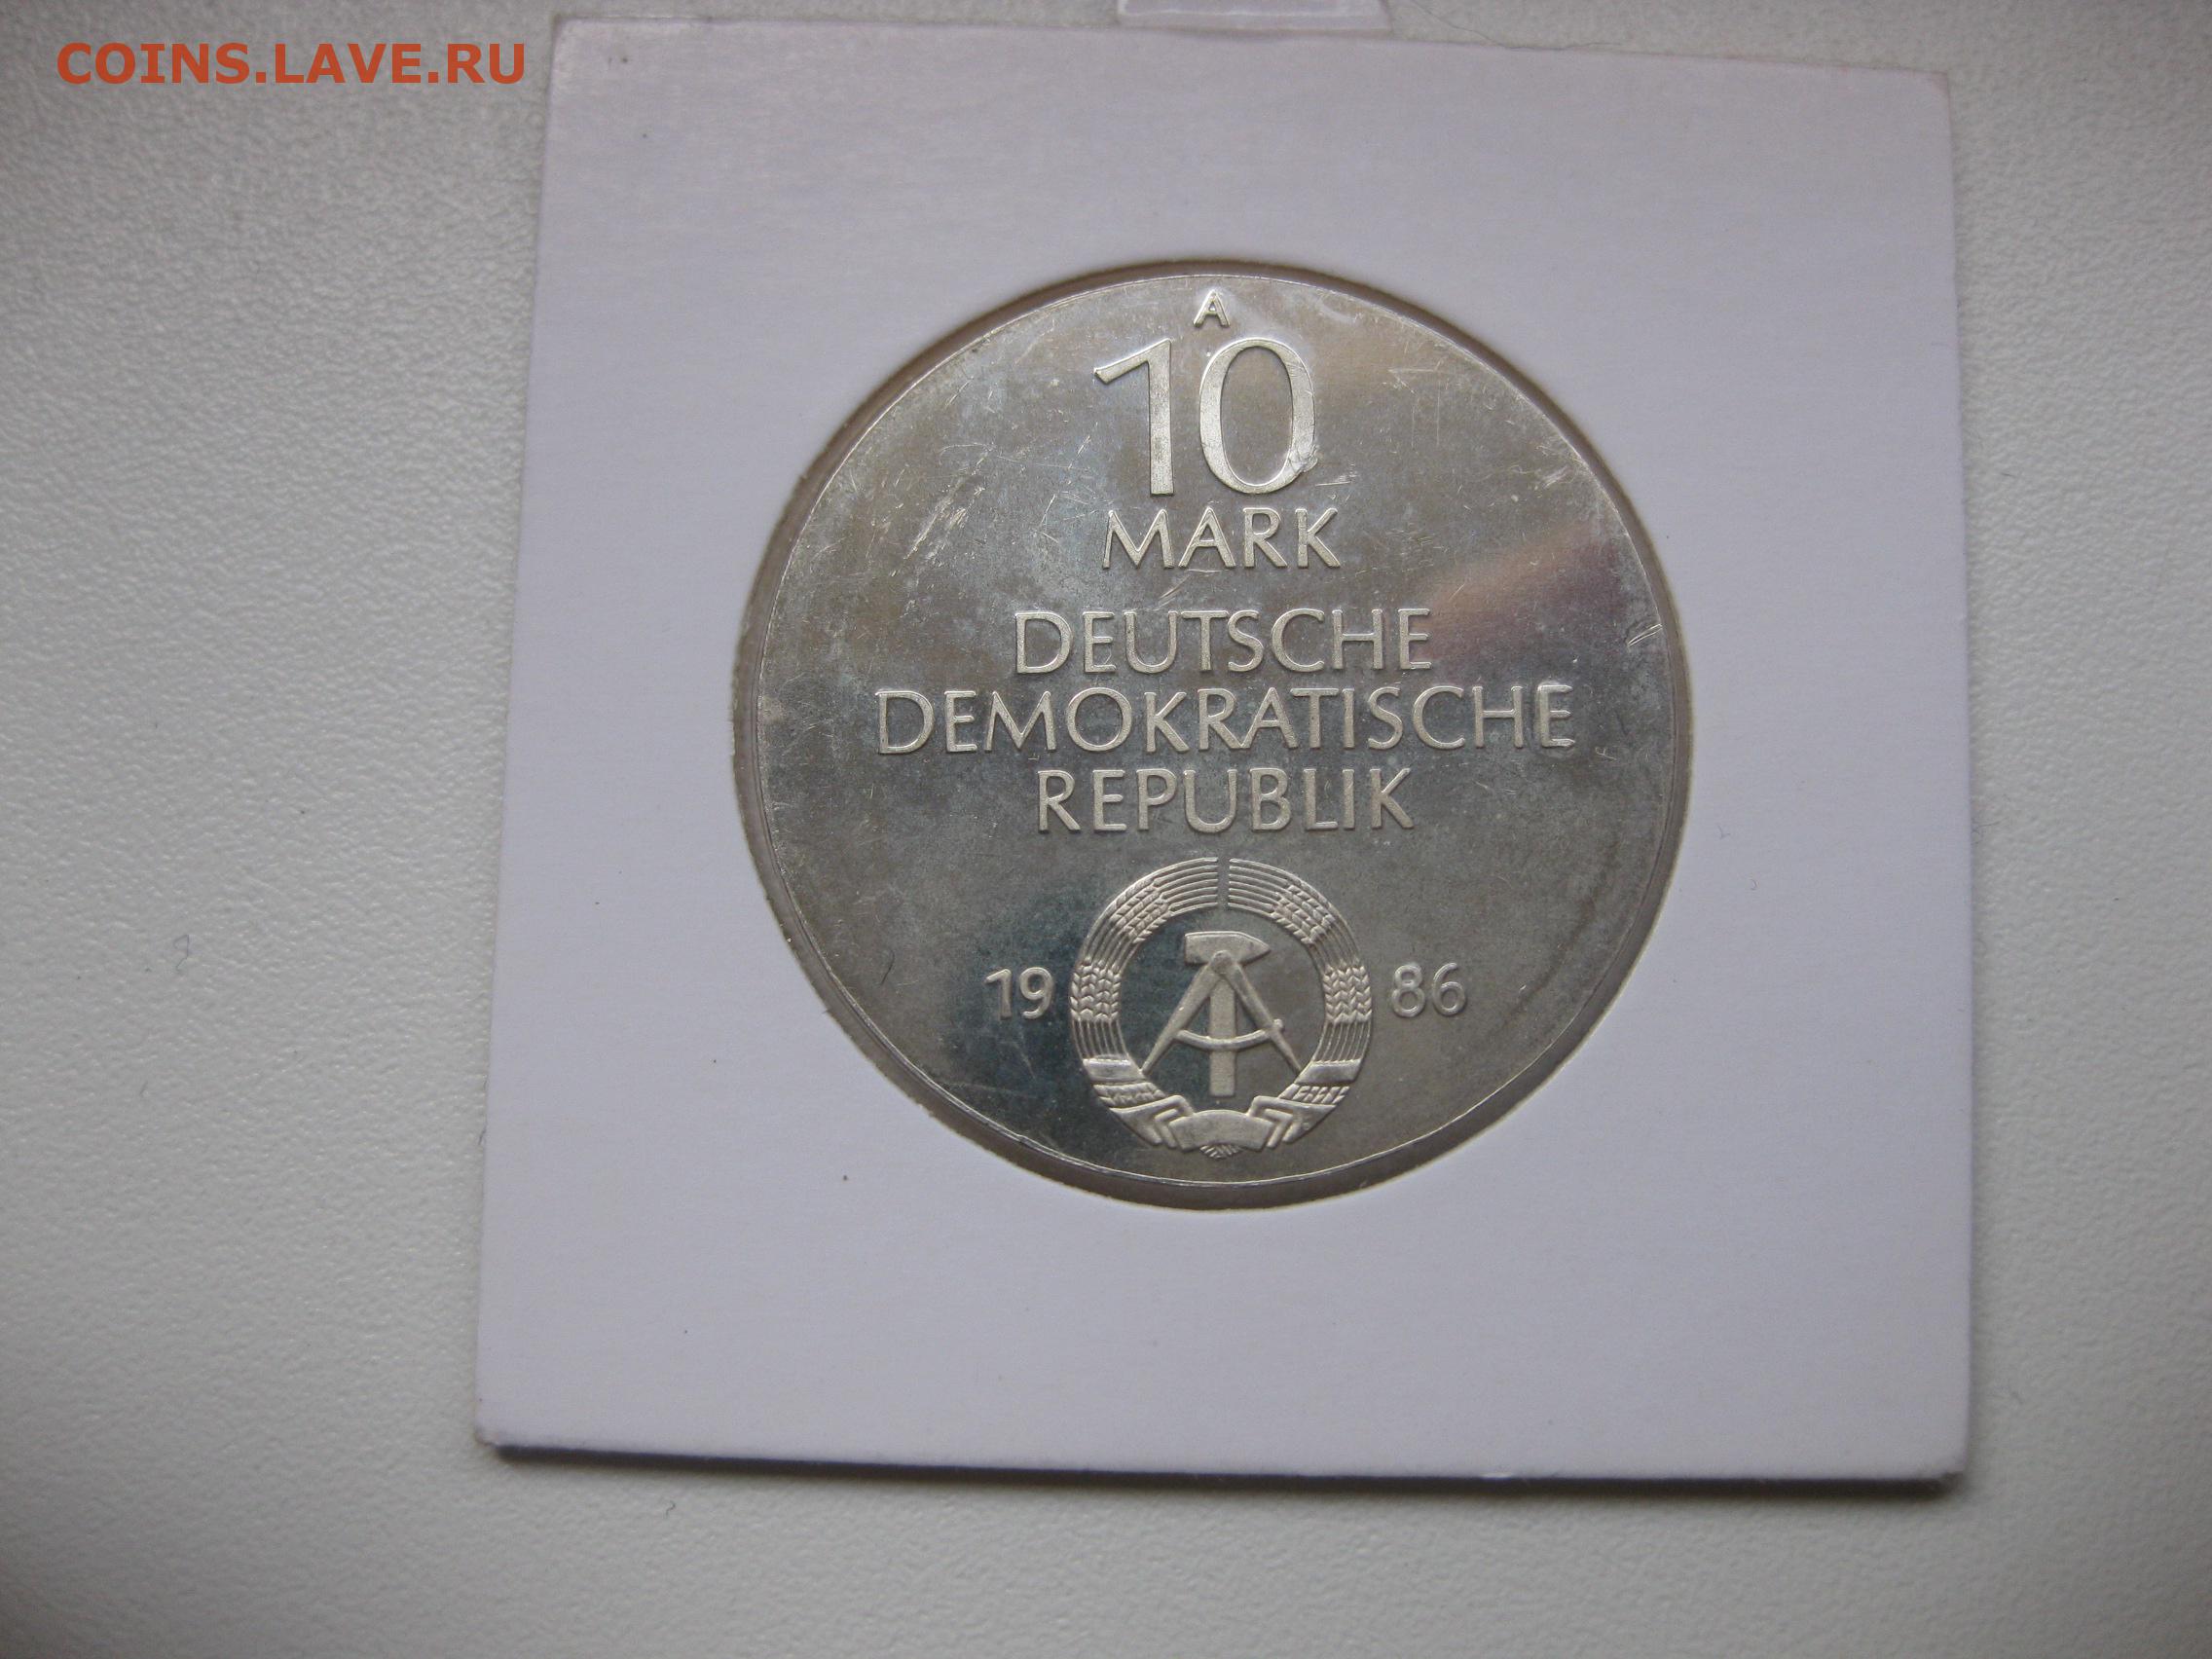 COINS.LAVE.RU
A
10
MARK
DEUTSCHE
DEMOKRATISCHE
REPUBLIK
19 86